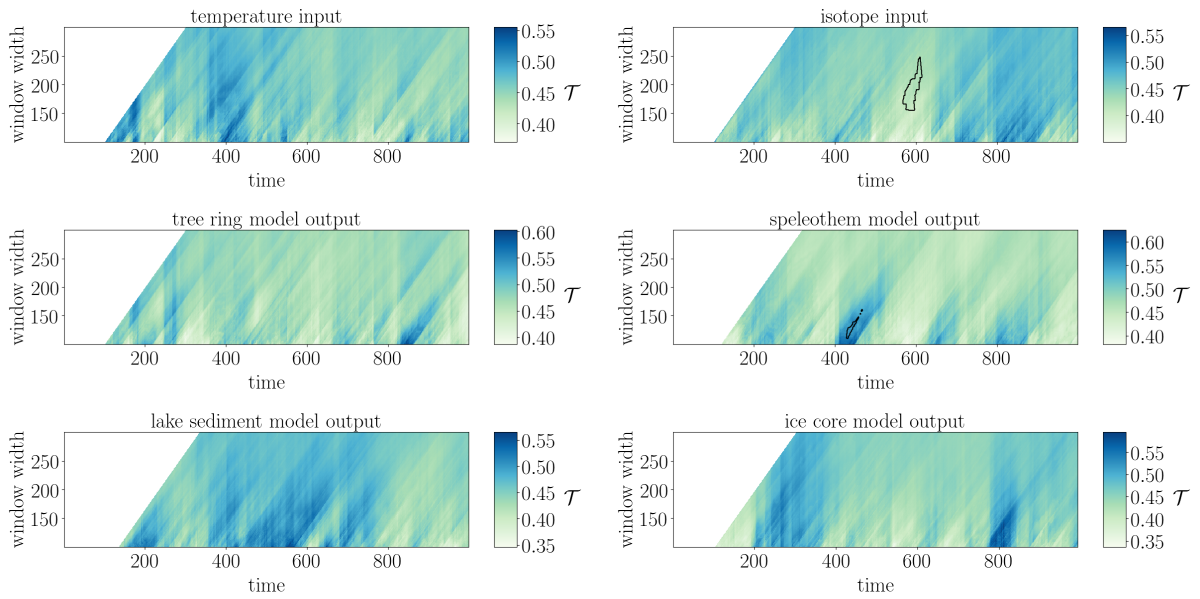 temperature input
window width
250
200
150
200
400
600
800
time
0.55
0.50
0.45
0.40
𝒯
isotope input
window width
250
200
150
200
400
600
800
time
0.55
0.50
0.45
0.40
𝒯
tree ring model output
window width
250
200
150
200
400
600
800
time
0.60
0.55
0.50
0.45
0.40
𝒯
speleothem model output
window width
250
200
150
200
400
600
800
time
0.60
0.55
0.50
0.45
0.40
𝒯
lake sediment model output
window width
250
200
150
200
400
600
800
time
0.55
0.50
0.45
0.40
0.35
𝒯
ice core model output
window width
250
200
150
200
400
600
800
time
0.55
0.50
0.45
0.40
0.35
𝒯